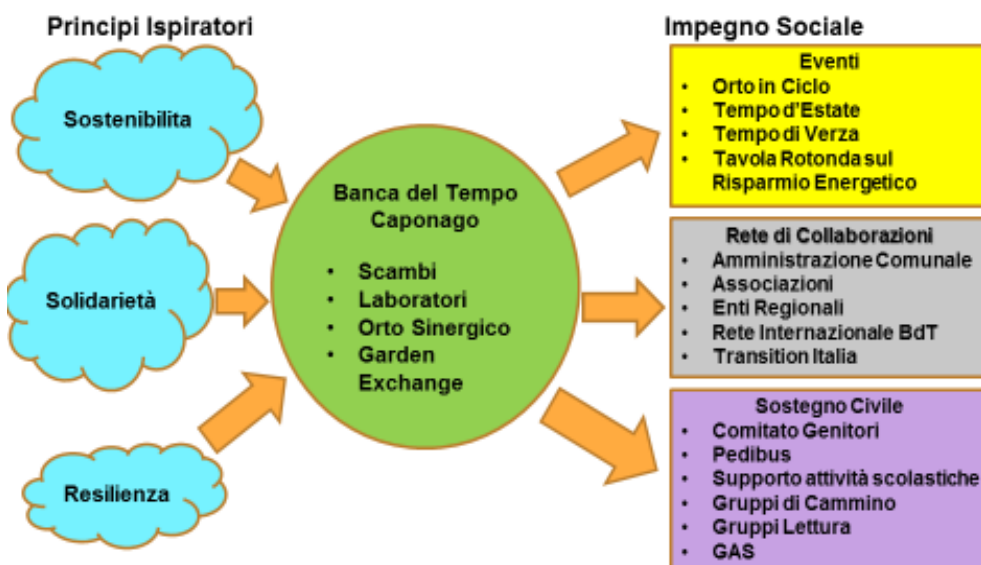 Principi Ispiratori
Sostenibilita
Solidarietà
Resilienza
Banca del Tempo
Caponago
• Scambi
• Laboratori
• Orto Sinergico
• Garden
Exchange
Impegno Sociale
Eventi
• Orto in Ciclo
• Tempo d'Estate
• Tempo di Verza
• Tavola Rotonda sul
Risparmio Energetico
Rete di Collaborazioni
• Amministrazione Comunale
• Associazioni
• Enti Regionali
• Rete Internazionale BdT
• Transition Italia
Sostegno Civile
• Comitato Genitori
• Pedibus
• Supporto attività scolastiche
• Gruppi di Cammino
• Gruppi Lettura
• GAS